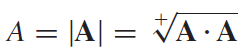 A = |𝐀| = ⁺√𝐀 · 𝐀